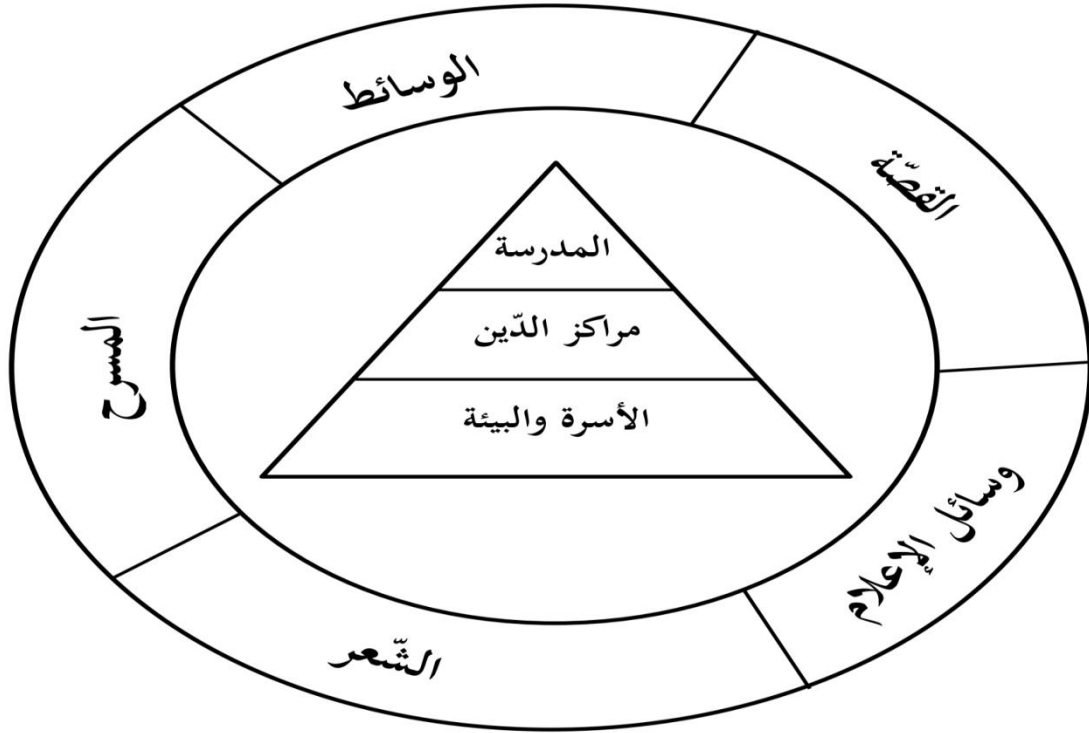 الوسائط
القصّة
المدرسة
مراكز الدّين
الأسرة والبيئة
المسرح
وسائل الإعلام
الشّعر